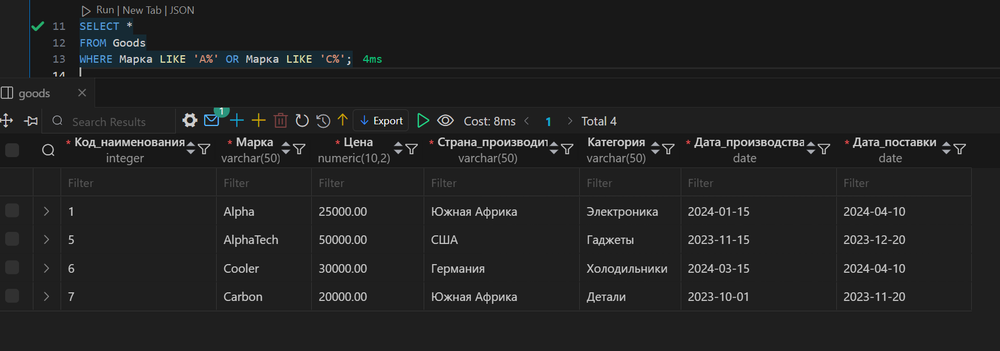 Run | New Tab | JSON
11 SELECT *
12 FROM Goods
13 WHERE Марка LIKE 'A%' OR Марка LIKE 'C%'; 4ms
14
goods
Search Results 1 Export Cost: 8ms 1 Total 4
* Код_наименования * Марка * Цена * Страна_производит Категория * Дата_производства * Дата_поставки
integer varchar(50) numeric(10,2) varchar(50) varchar(50) date date
Filter Filter Filter Filter Filter Filter Filter
1 Alpha 25000.00 Южная Африка Электроника 2024-01-15 2024-04-10
5 AlphaTech 50000.00 США Гаджеты 2023-11-15 2023-12-20
6 Cooler 30000.00 Германия Холодильники 2024-03-15 2024-04-10
7 Carbon 20000.00 Южная Африка Детали 2023-10-01 2023-11-20